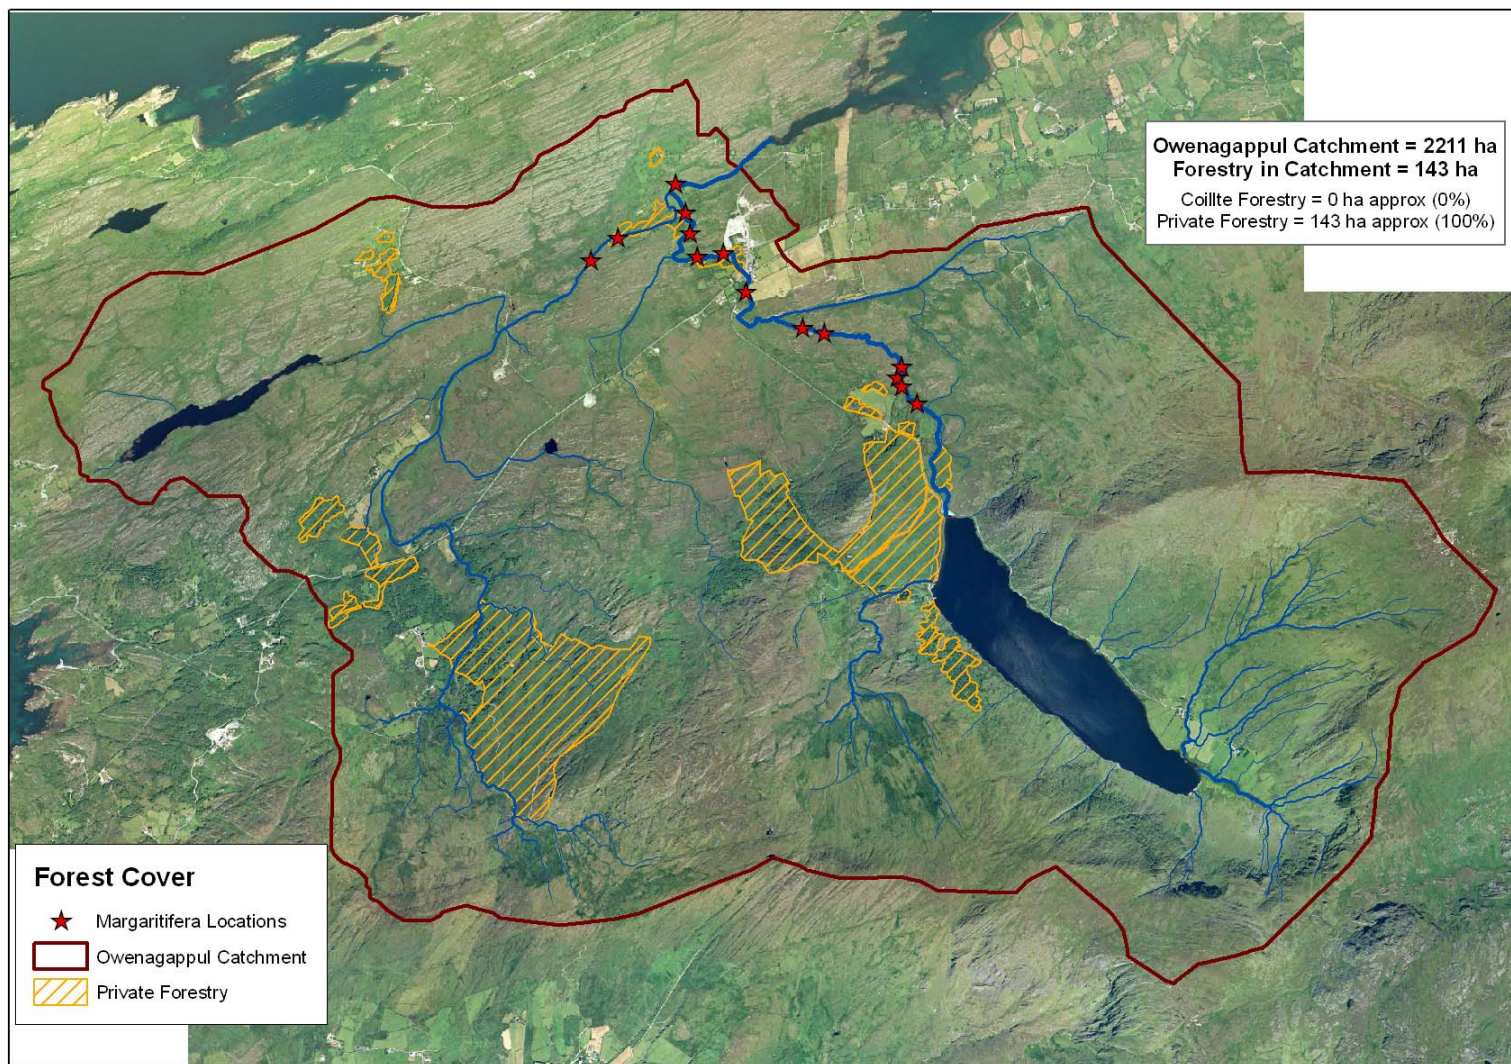 Owenagappul Catchment = 2211 ha
Forestry in Catchment = 143 ha
Coillte Forestry = 0 ha approx (0%)
Private Forestry = 143 ha approx (100%)
Forest Cover
Margaritifera Locations
Owenagappul Catchment
Private Forestry